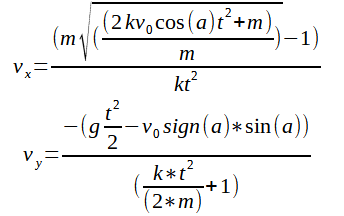 v_x = (m√(((2kv_0 cos(a)t^2+m)/m))−1)/(kt^2)
v_y = −(g t^2/2 − v_0 sign(a)*sin(a))/((k*t^2/(2*m))+1)